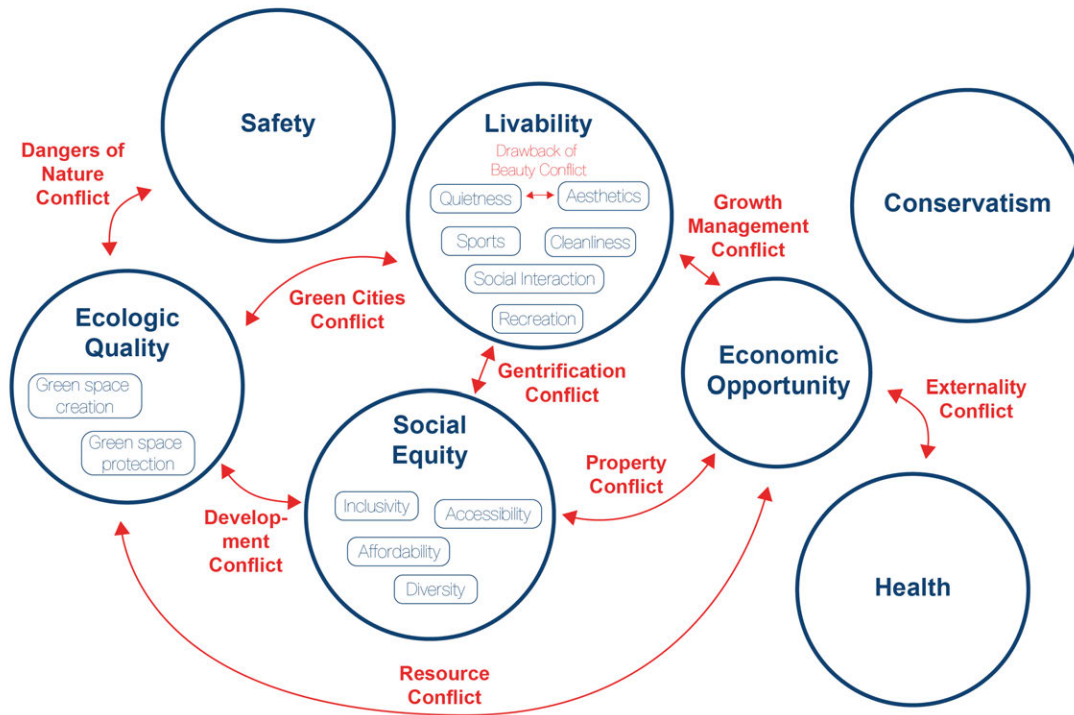 Safety
Livability
Drawback of
Beauty Conflict
Quietness
Aesthetics
Sports
Cleanliness
Social Interaction
Recreation
Conservatism
Dangers of
Nature
Conflict
Growth
Management
Conflict
Green Cities
Conflict
Ecologic
Quality
Green space
creation
Green space
protection
Gentrification
Conflict
Economic
Opportunity
Externality
Conflict
Social
Equity
Inclusivity
Accessibility
Affordability
Diversity
Property
Conflict
Develop-
ment
Conflict
Health
Resource
Conflict